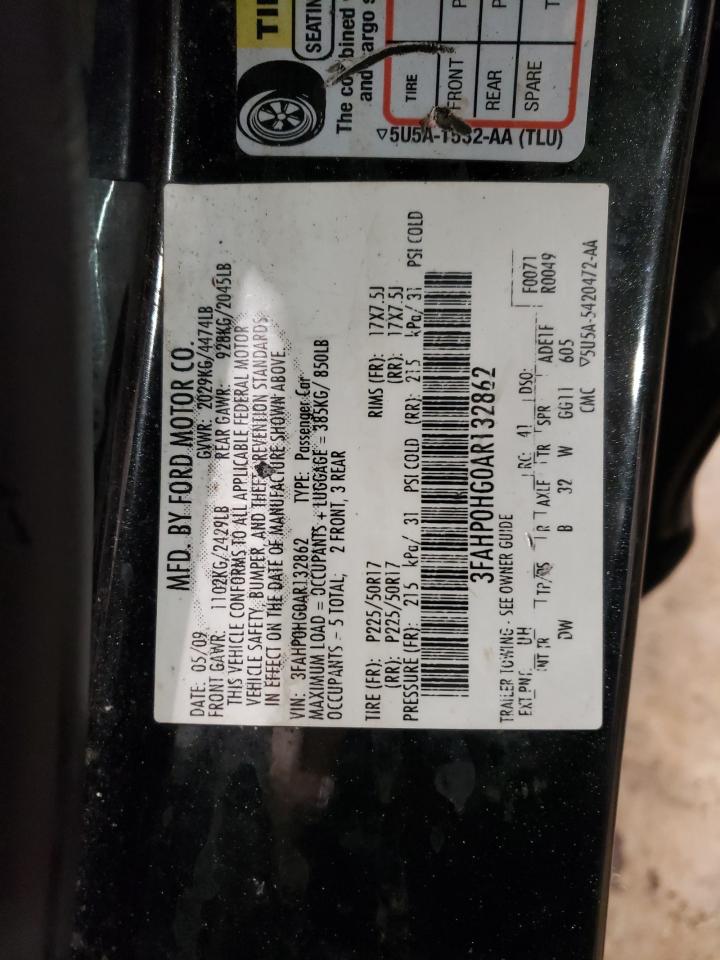 TIRE
FRONT
REAR
SPARE
SEATIN
The combined
and cargo
▽5U5A-1532-AA (TLU)
MFD. BY FORD MOTOR CO.
DATE: 05/09 GVWR: 2029KG/4474LB
FRONT GAWR: 1102KG/2429LB REAR GAWR: 928KG/2045LB
THIS VEHICLE CONFORMS TO ALL APPLICABLE FEDERAL MOTOR
VEHICLE SAFETY, BUMPER, AND THEFT PREVENTION STANDARDS
IN EFFECT ON THE DATE OF MANUFACTURE SHOWN ABOVE.
VIN: 3FAHP0HG0AR132862 TYPE: Passenger Car
MAXIMUM LOAD = OCCUPANTS + LUGGAGE = 385KG/ 850LB
OCCUPANTS - 5 TOTAL; 2 FRONT, 3 REAR
TIRE (FR): P225/50R17 RIMS (FR): 17X7.5J
(RR): P225/50R17 (RR): 17X7.5J
PRESSURE (FR): 215 kPa/ 31 PSI COLD (RR): 215 kPa/ 31 PSI COLD
3FAHP0HG0AR132862
TRAILER TOWING - SEE OWNER GUIDE
EXT PNT: UH RC: 41 DSO: F0071
R0049
INT TR TP/PS R AXLE TR SPR ADE1F
DW B 32 W GG11 605
CMC ▽5U5A-5420472-AA